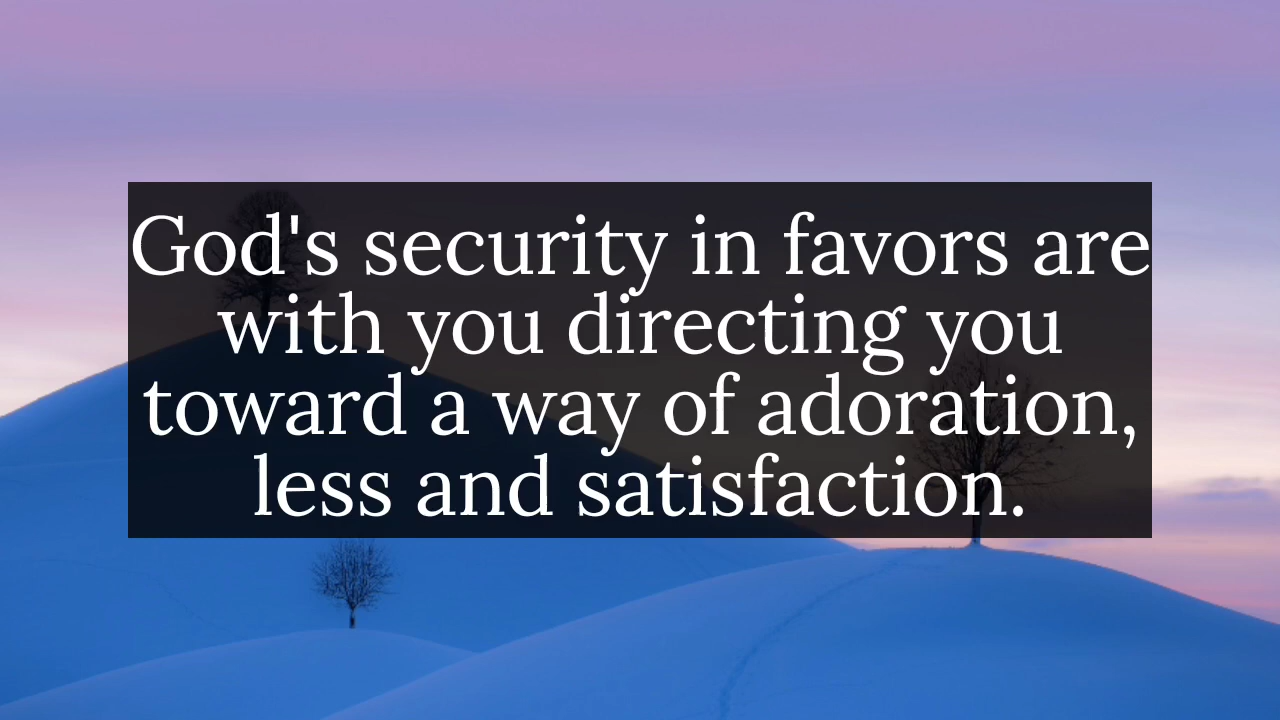 God's security in favors are
with you directing you
toward a way of adoration,
less and satisfaction.